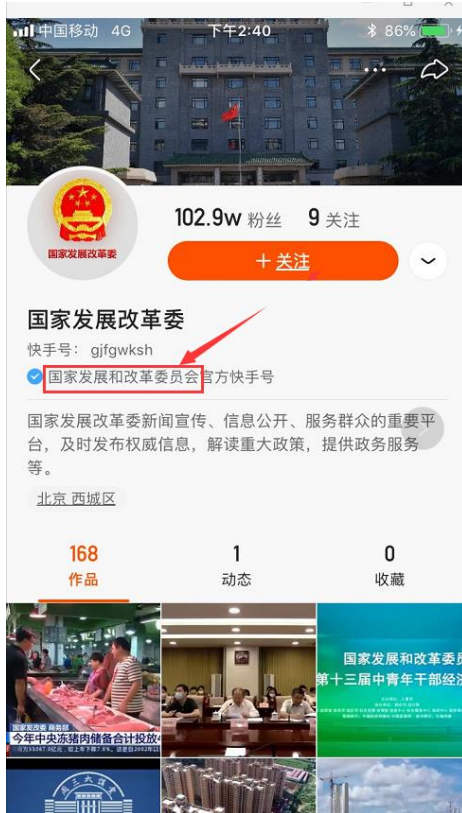 中国移动 4G 下午2:40 86%
国家发展改革委
102.9w 粉丝 9 关注
+ 关注
国家发展改革委
快手号: gjfgwksh
国家发展和改革委员会官方快手号
国家发展改革委新闻宣传、信息公开、服务群众的重要平
台，及时发布权威信息，解读重大政策，提供政务服务
等。
北京 西城区
168 1 0
作品 动态 收藏
国家发改委 商务部
今年中央冻猪肉储备合计投放4
国家发展和改革委员
第十三届中青年干部经济